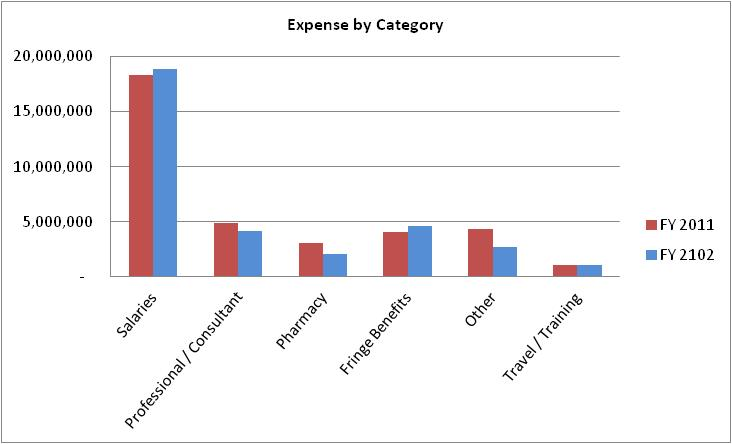 Expense by Category
20,000,000
15,000,000
10,000,000
5,000,000
-
Salaries
Professional / Consultant
Pharmacy
Fringe Benefits
Other
Travel / Training
FY 2011
FY 2102